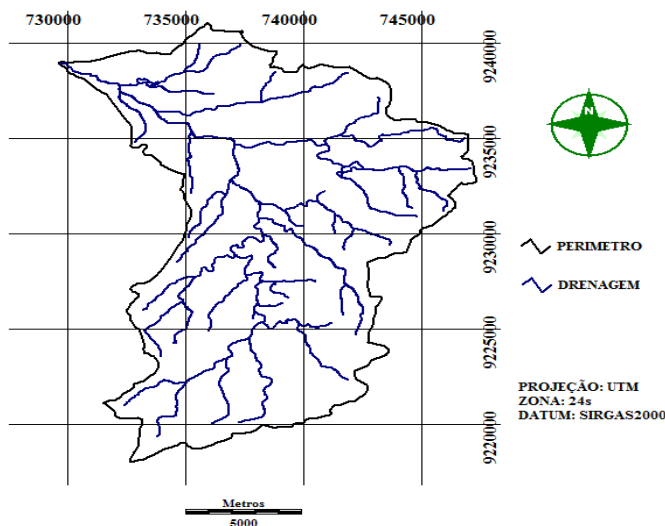 730000 735000 740000 745000
9240000
9235000
9230000
9225000
9220000
N
PERIMETRO
DRENAGEM
PROJEÇÃO: UTM
ZONA: 24s
DATUM: SIRGAS2000
Metros
5000